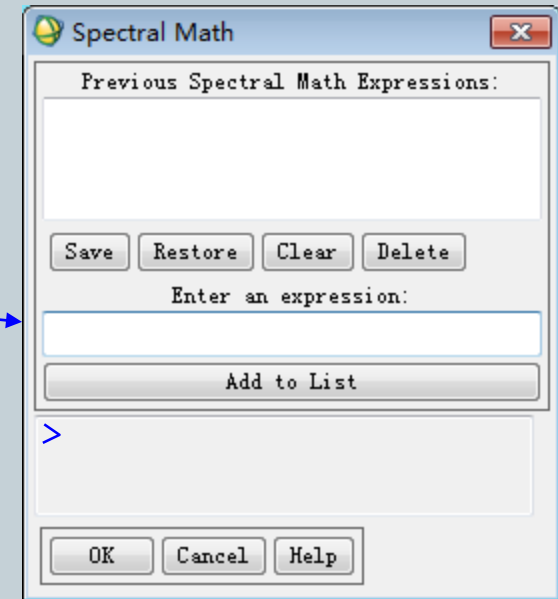 Spectral Math
Previous Spectral Math Expressions:
Save Restore Clear Delete
Enter an expression:
Add to List
>
OK Cancel Help